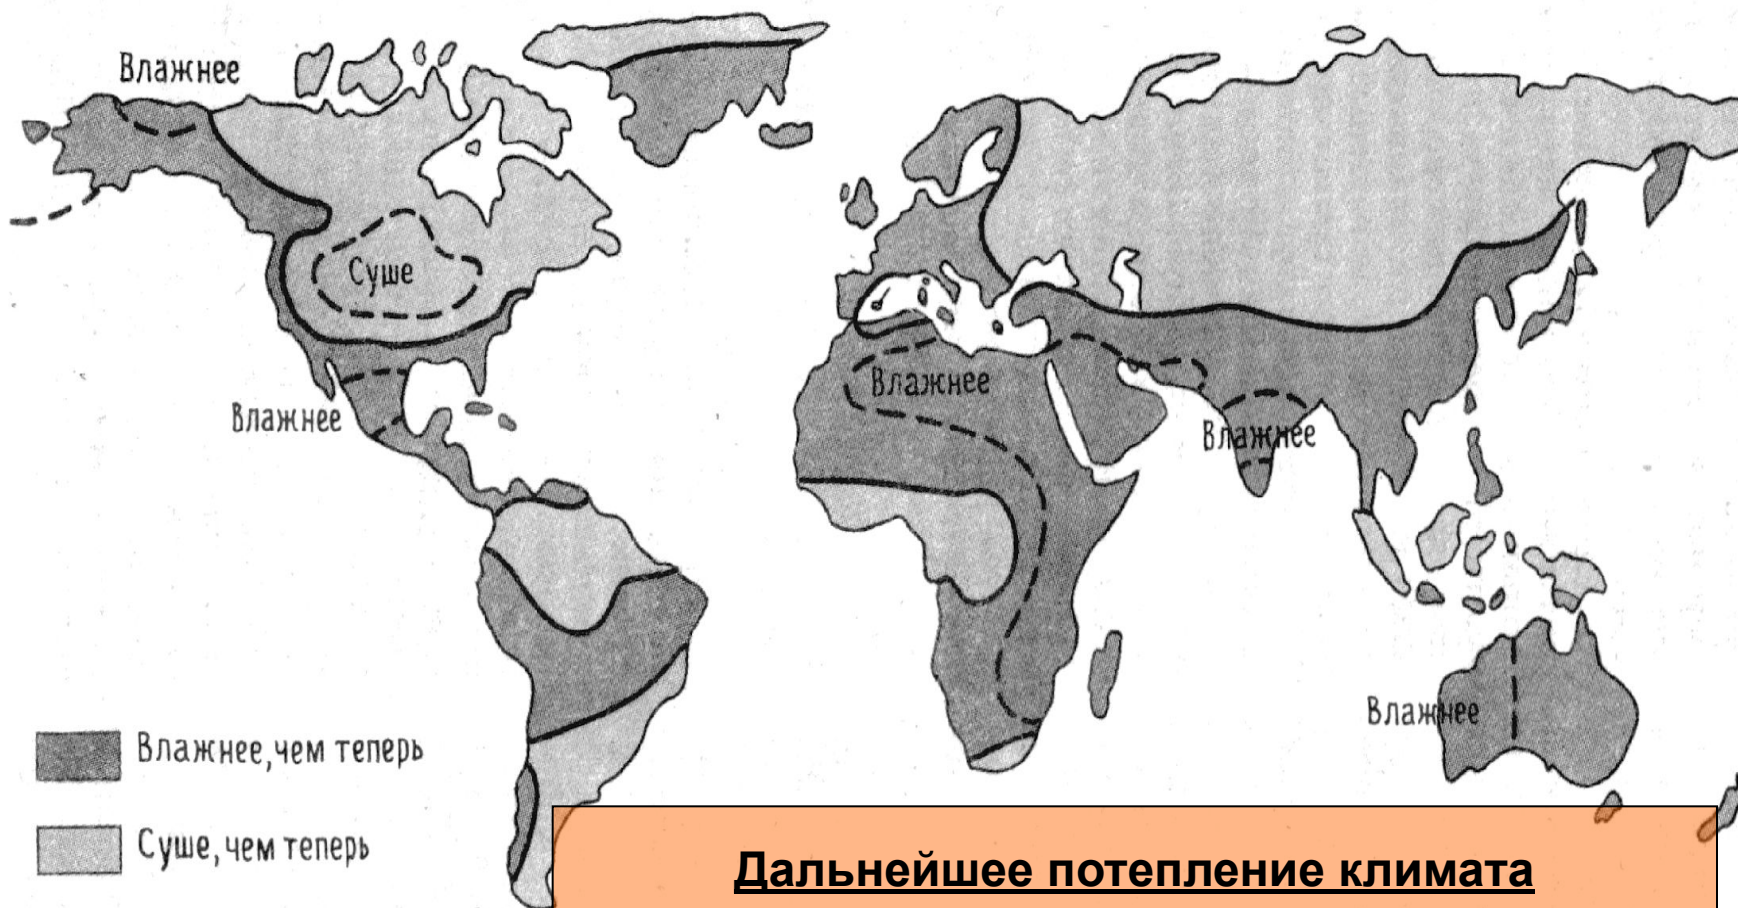 Влажнее
Суше
Влажнее
Влажнее
Влажнее
Влажнее
Влажнее, чем теперь
Суше, чем теперь
Дальнейшее потепление климата